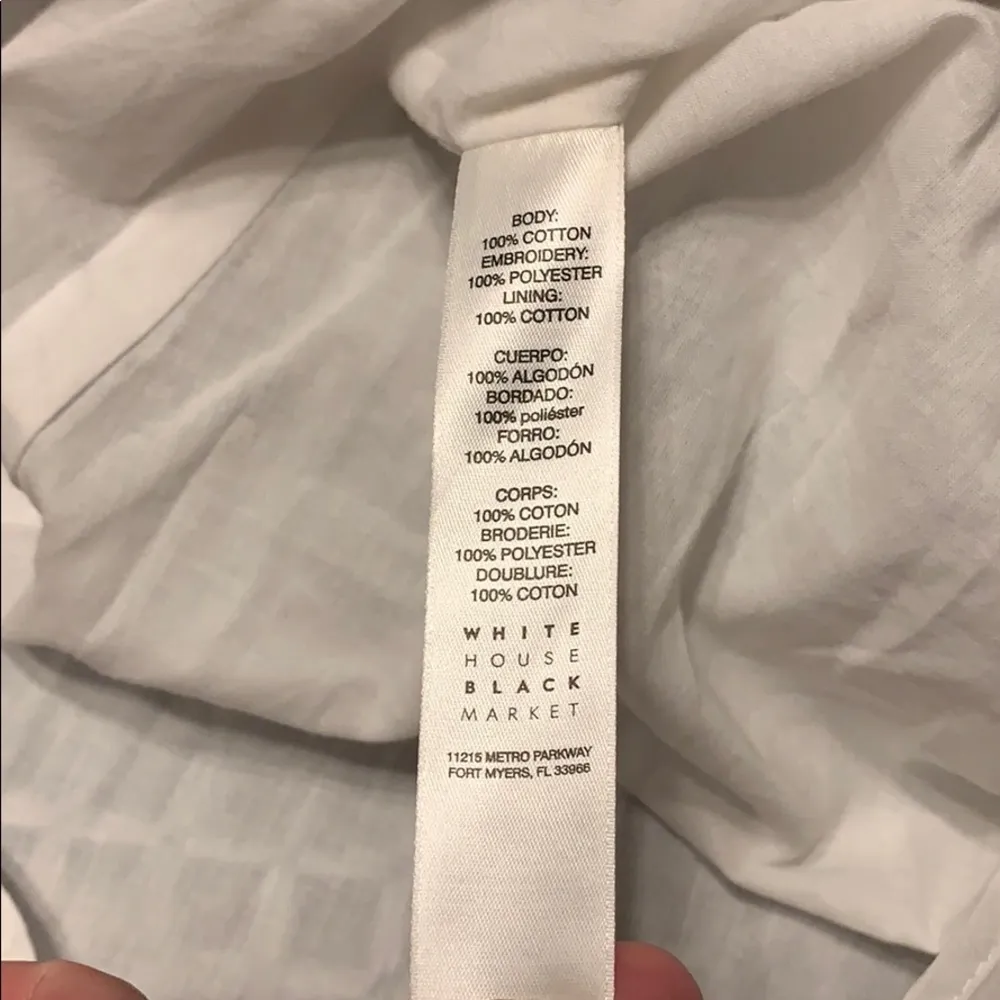 BODY:
100% COTTON
EMBROIDERY:
100% POLYESTER
LINING:
100% COTTON
CUERPO:
100% ALGODÓN
BORDADO:
100% poliéster
FORRO:
100% ALGODÓN
CORPS:
100% COTON
BRODERIE:
100% POLYESTER
DOUBLURE:
100% COTON
WHITE
HOUSE
BLACK
MARKET
11215 METRO PARKWAY
FORT MYERS, FL 33966